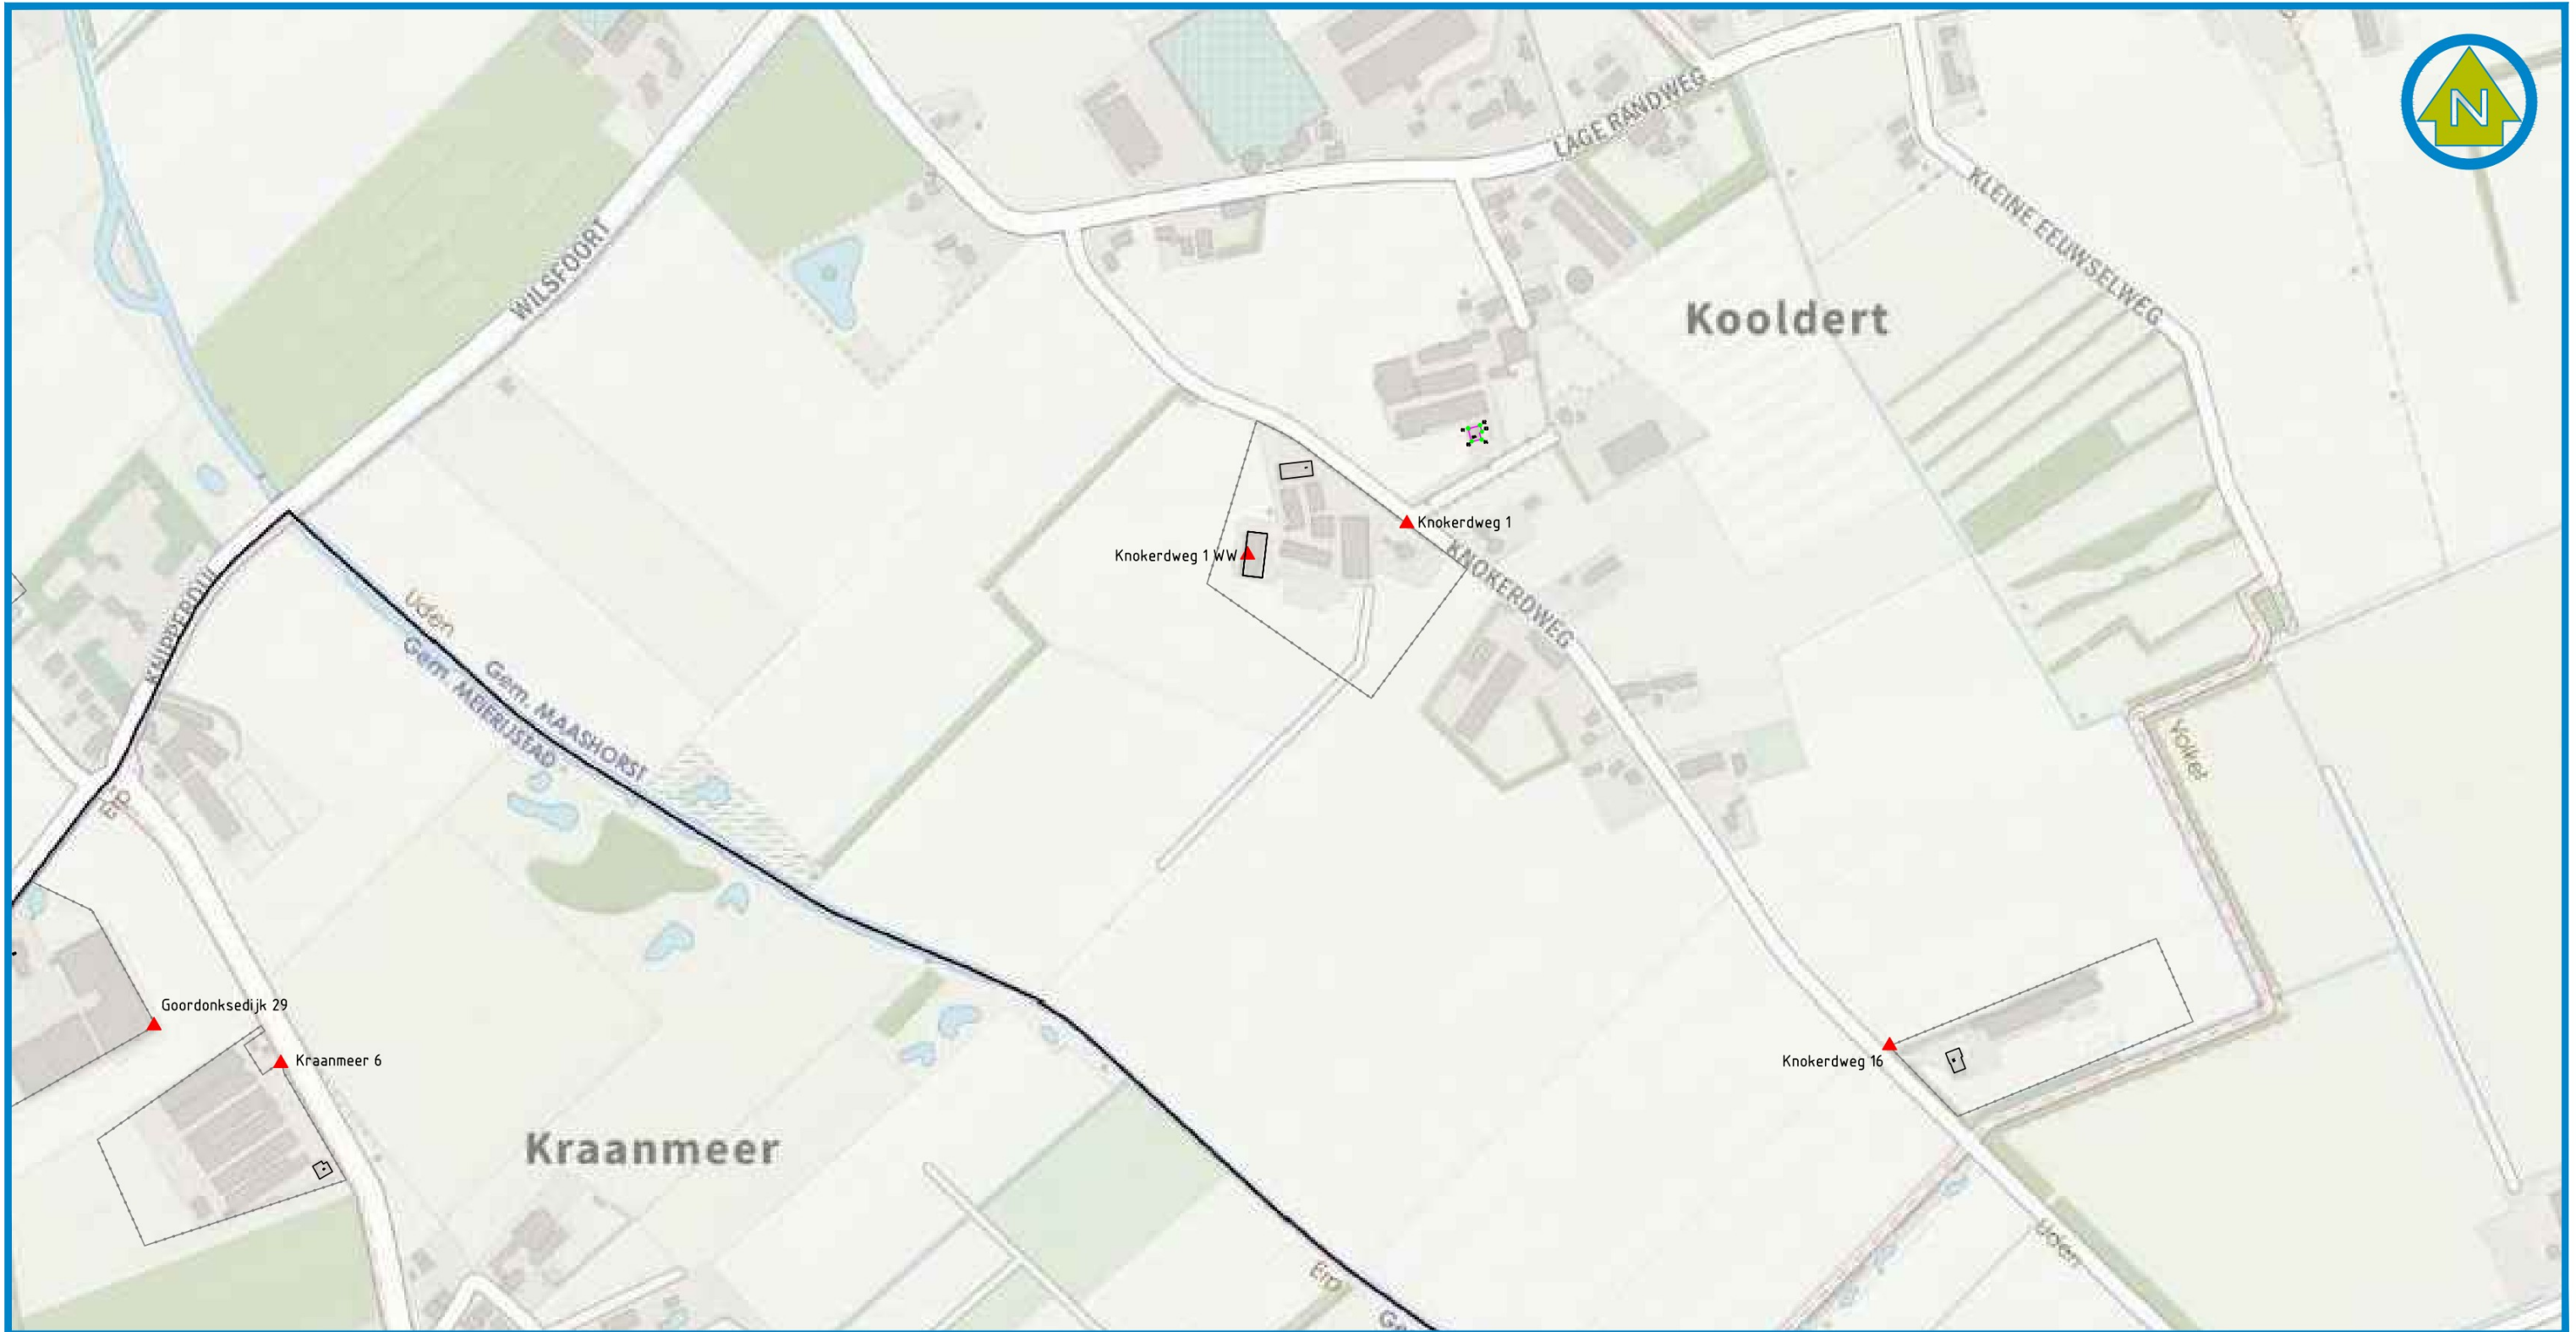 N
LAGE RANDWEG
KLEINE EEUWSELWEG
WILSFOORT
Kooldert
Knokerdweg 1
Knokerdweg 1 WW
KNOKERDWEG
KNIPPERDIJK
Uden
Gem. MAASHORST
Gem. MEIERIJSTAD
Volkel
Erp
Goordonksedijk 29
Kraanmeer 6
Knokerdweg 16
Kraanmeer
Uden
Erp